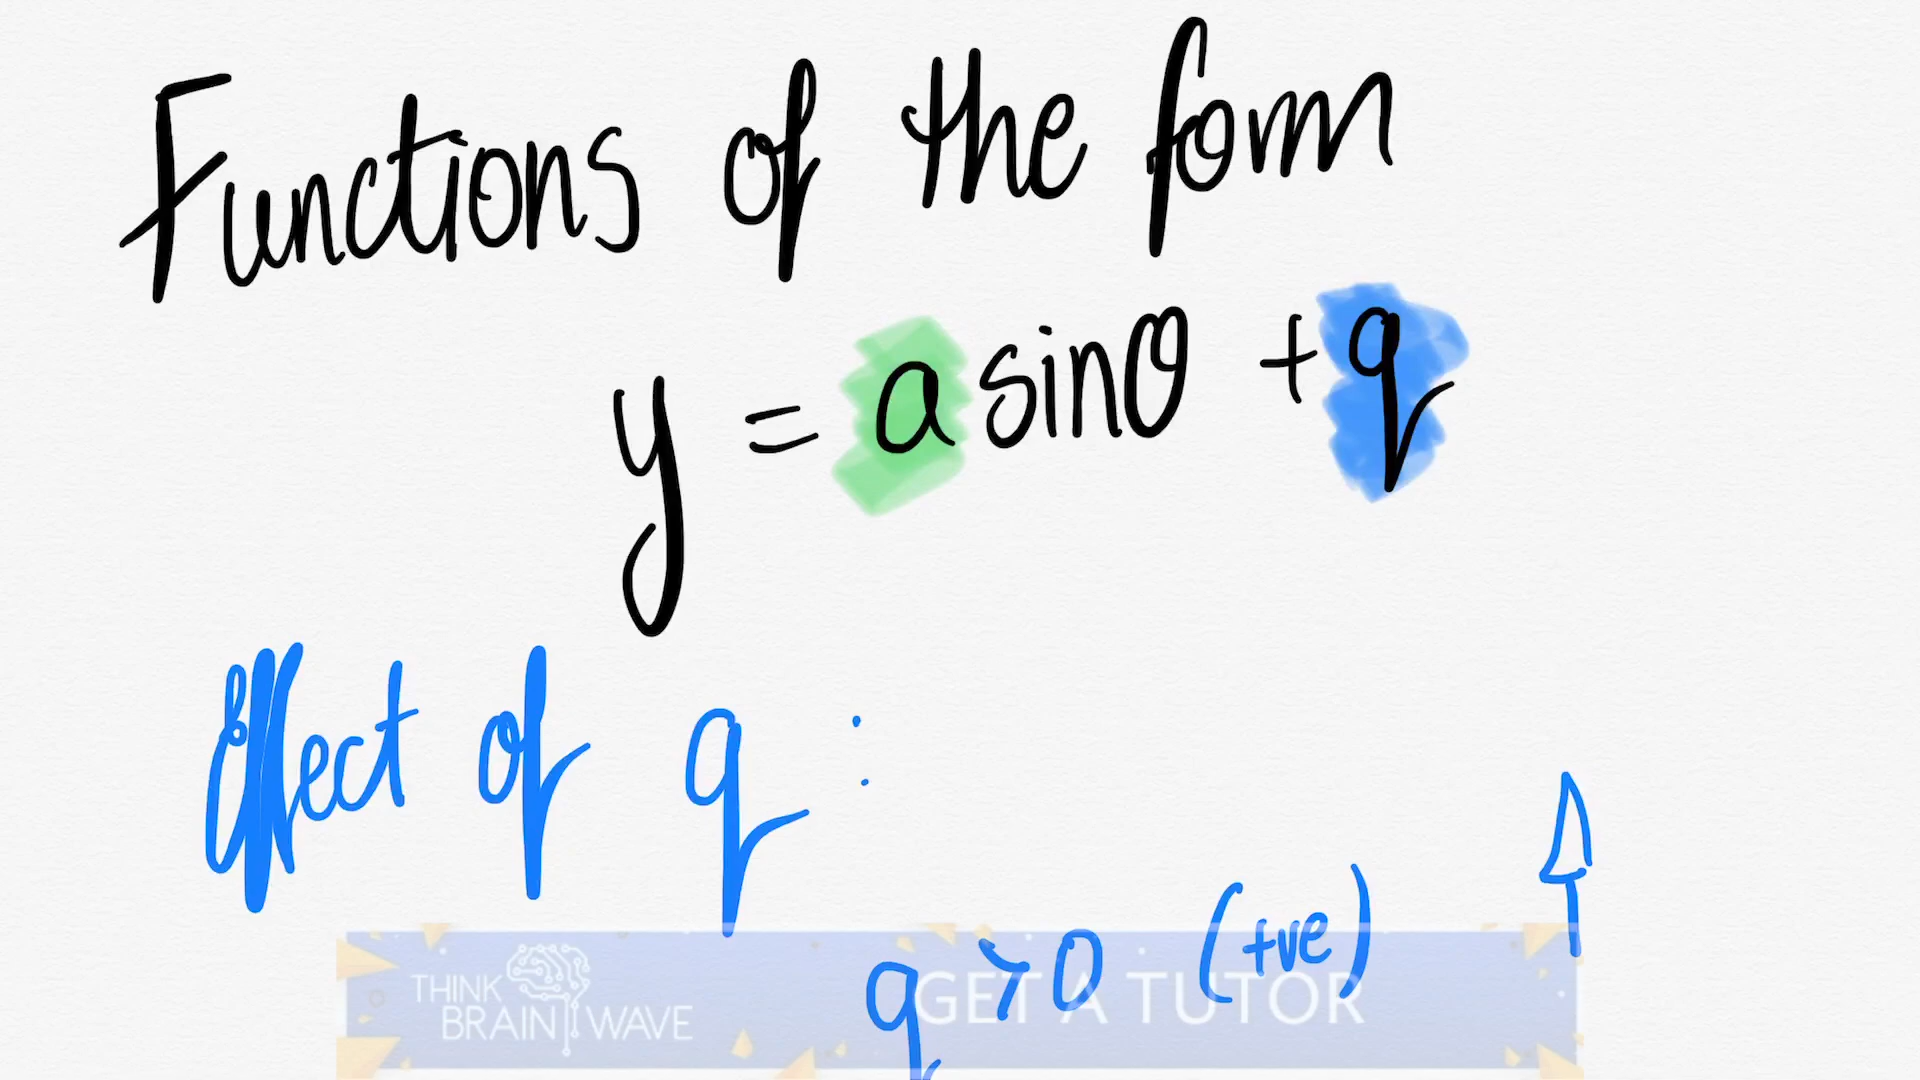 Functions of the form
y = a sinθ + q
Effect of q :
q > 0 (+ve)
THINK
BRAIN WAVE
GET A TUTOR